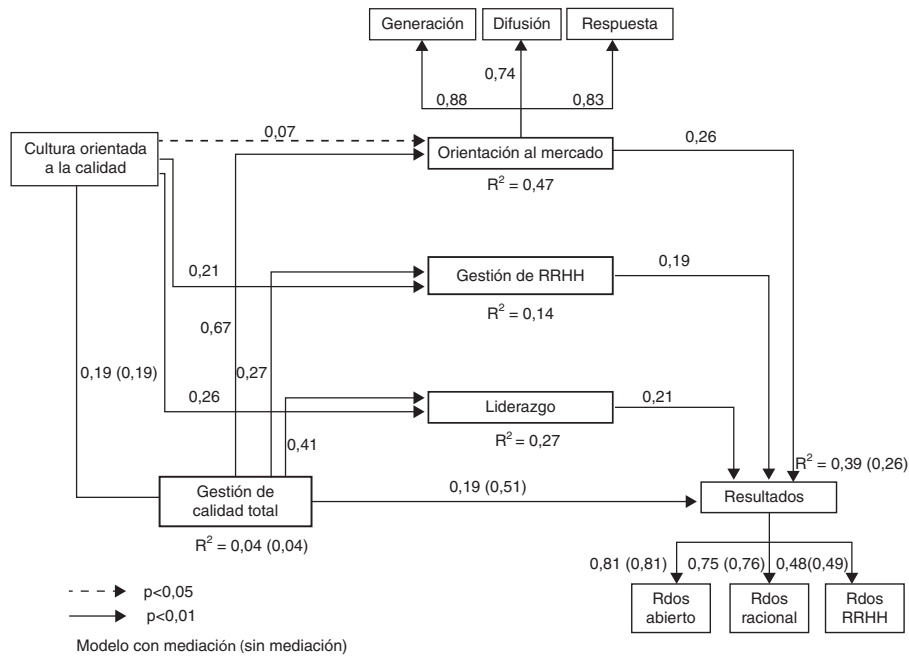 Generación
Difusión
Respuesta
0,74
0,88
0,83
0,07
0,26
Cultura orientada
a la calidad
Orientación al mercado
R² = 0,47
0,21
0,19
Gestión de RRHH
R² = 0,14
0,67
0,19 (0,19)
0,27
0,26
0,21
Liderazgo
R² = 0,27
0,41
R² = 0,39 (0,26)
Gestión de
calidad total
0,19 (0,51)
Resultados
R² = 0,04 (0,04)
0,81 (0,81)
0,75 (0,76)
0,48(0,49)
p<0,05
p<0,01
Rdos
abierto
Rdos
racional
Rdos
RRHH
Modelo con mediación (sin mediación)